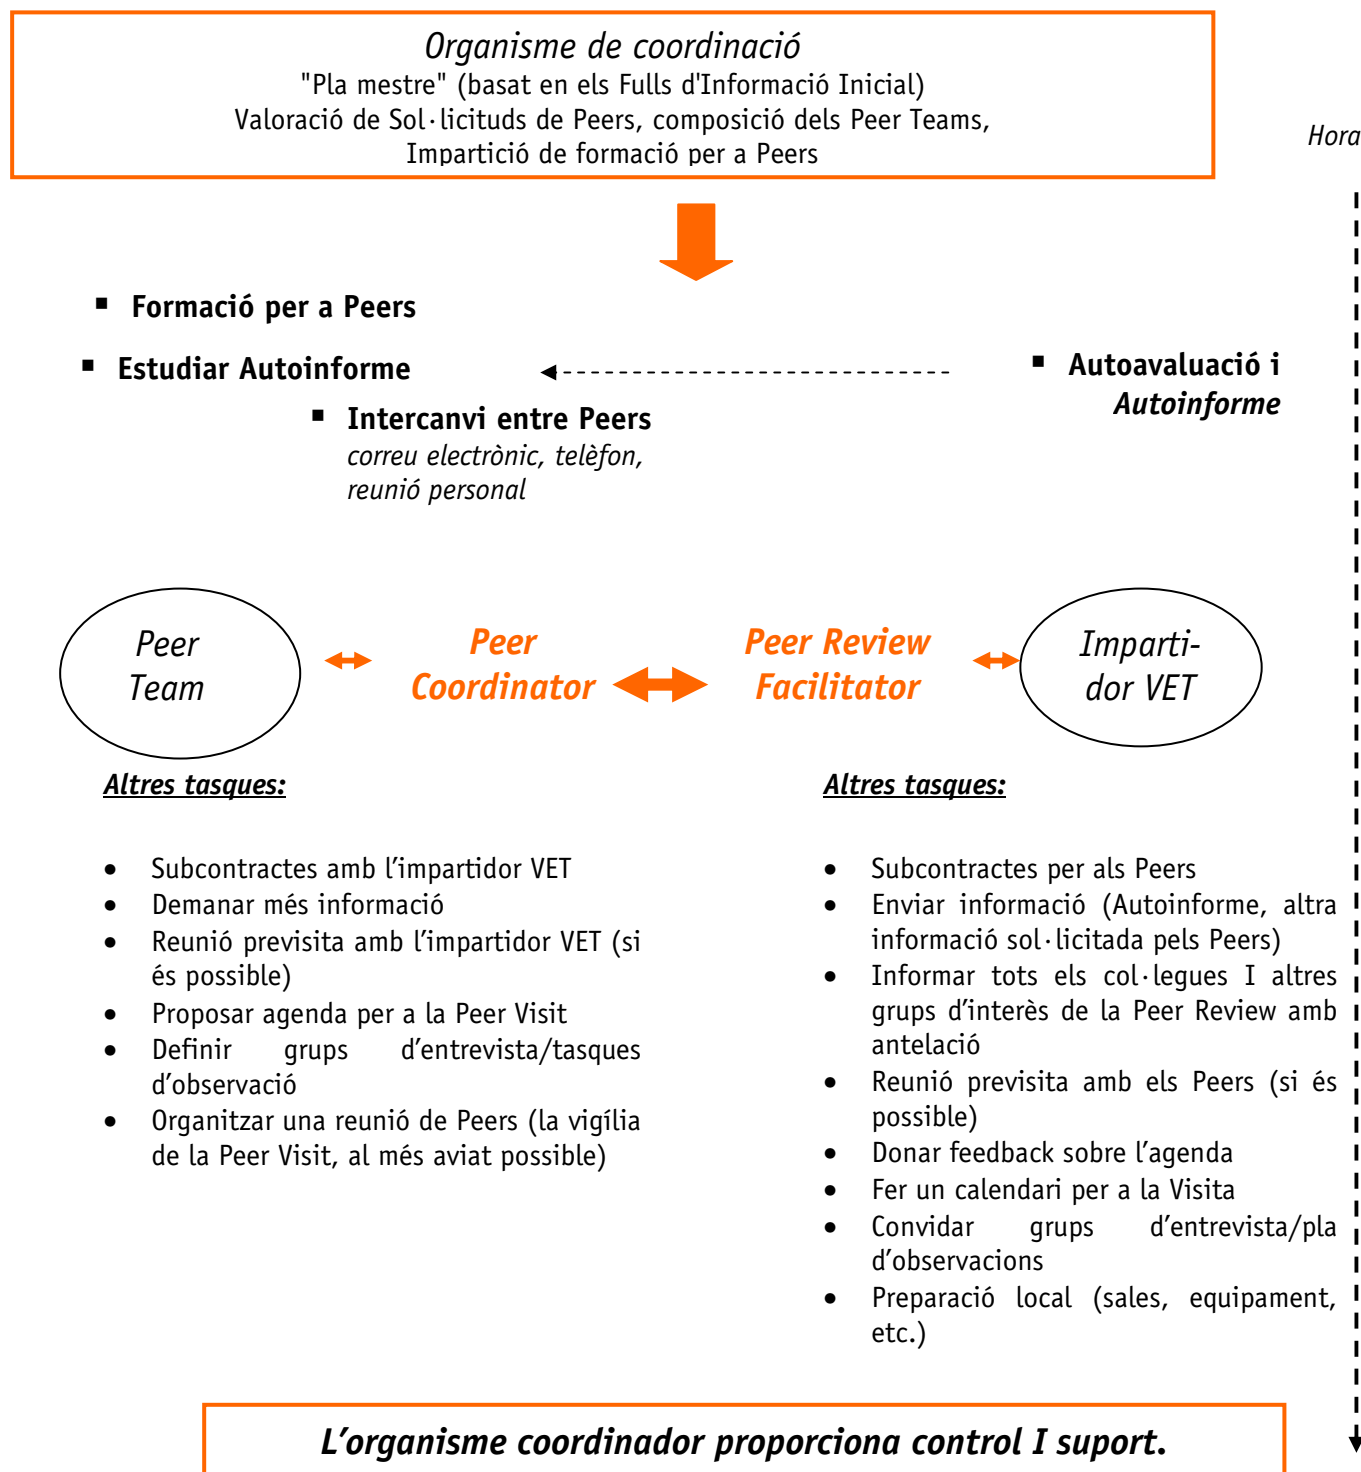 Organisme de coordinació
"Pla mestre" (basat en els Fulls d'Informació Inicial)
Valoració de Sol·licituds de Peers, composició dels Peer Teams,
Impartició de formació per a Peers
Hora
▪ Formació per a Peers
▪ Estudiar Autoinforme
▪ Autoavaluació i
Autoinforme
▪ Intercanvi entre Peers
correu electrònic, telèfon,
reunió personal
Peer
Team
Peer
Coordinator
Peer Review
Facilitator
Imparti-
dor VET
Altres tasques:
• Subcontractes amb l’impartidor VET
• Demanar més informació
• Reunió previsita amb l’impartidor VET (si
és possible)
• Proposar agenda per a la Peer Visit
• Definir grups d’entrevista/tasques
d’observació
• Organitzar una reunió de Peers (la vigília
de la Peer Visit, al més aviat possible)
Altres tasques:
• Subcontractes per als Peers
• Enviar informació (Autoinforme, altra
informació sol·licitada pels Peers)
• Informar tots els col·legues I altres
grups d’interès de la Peer Review amb
antelació
• Reunió previsita amb els Peers (si és
possible)
• Donar feedback sobre l’agenda
• Fer un calendari per a la Visita
• Convidar grups d’entrevista/pla
d’observacions
• Preparació local (sales, equipament,
etc.)
L’organisme coordinador proporciona control I suport.